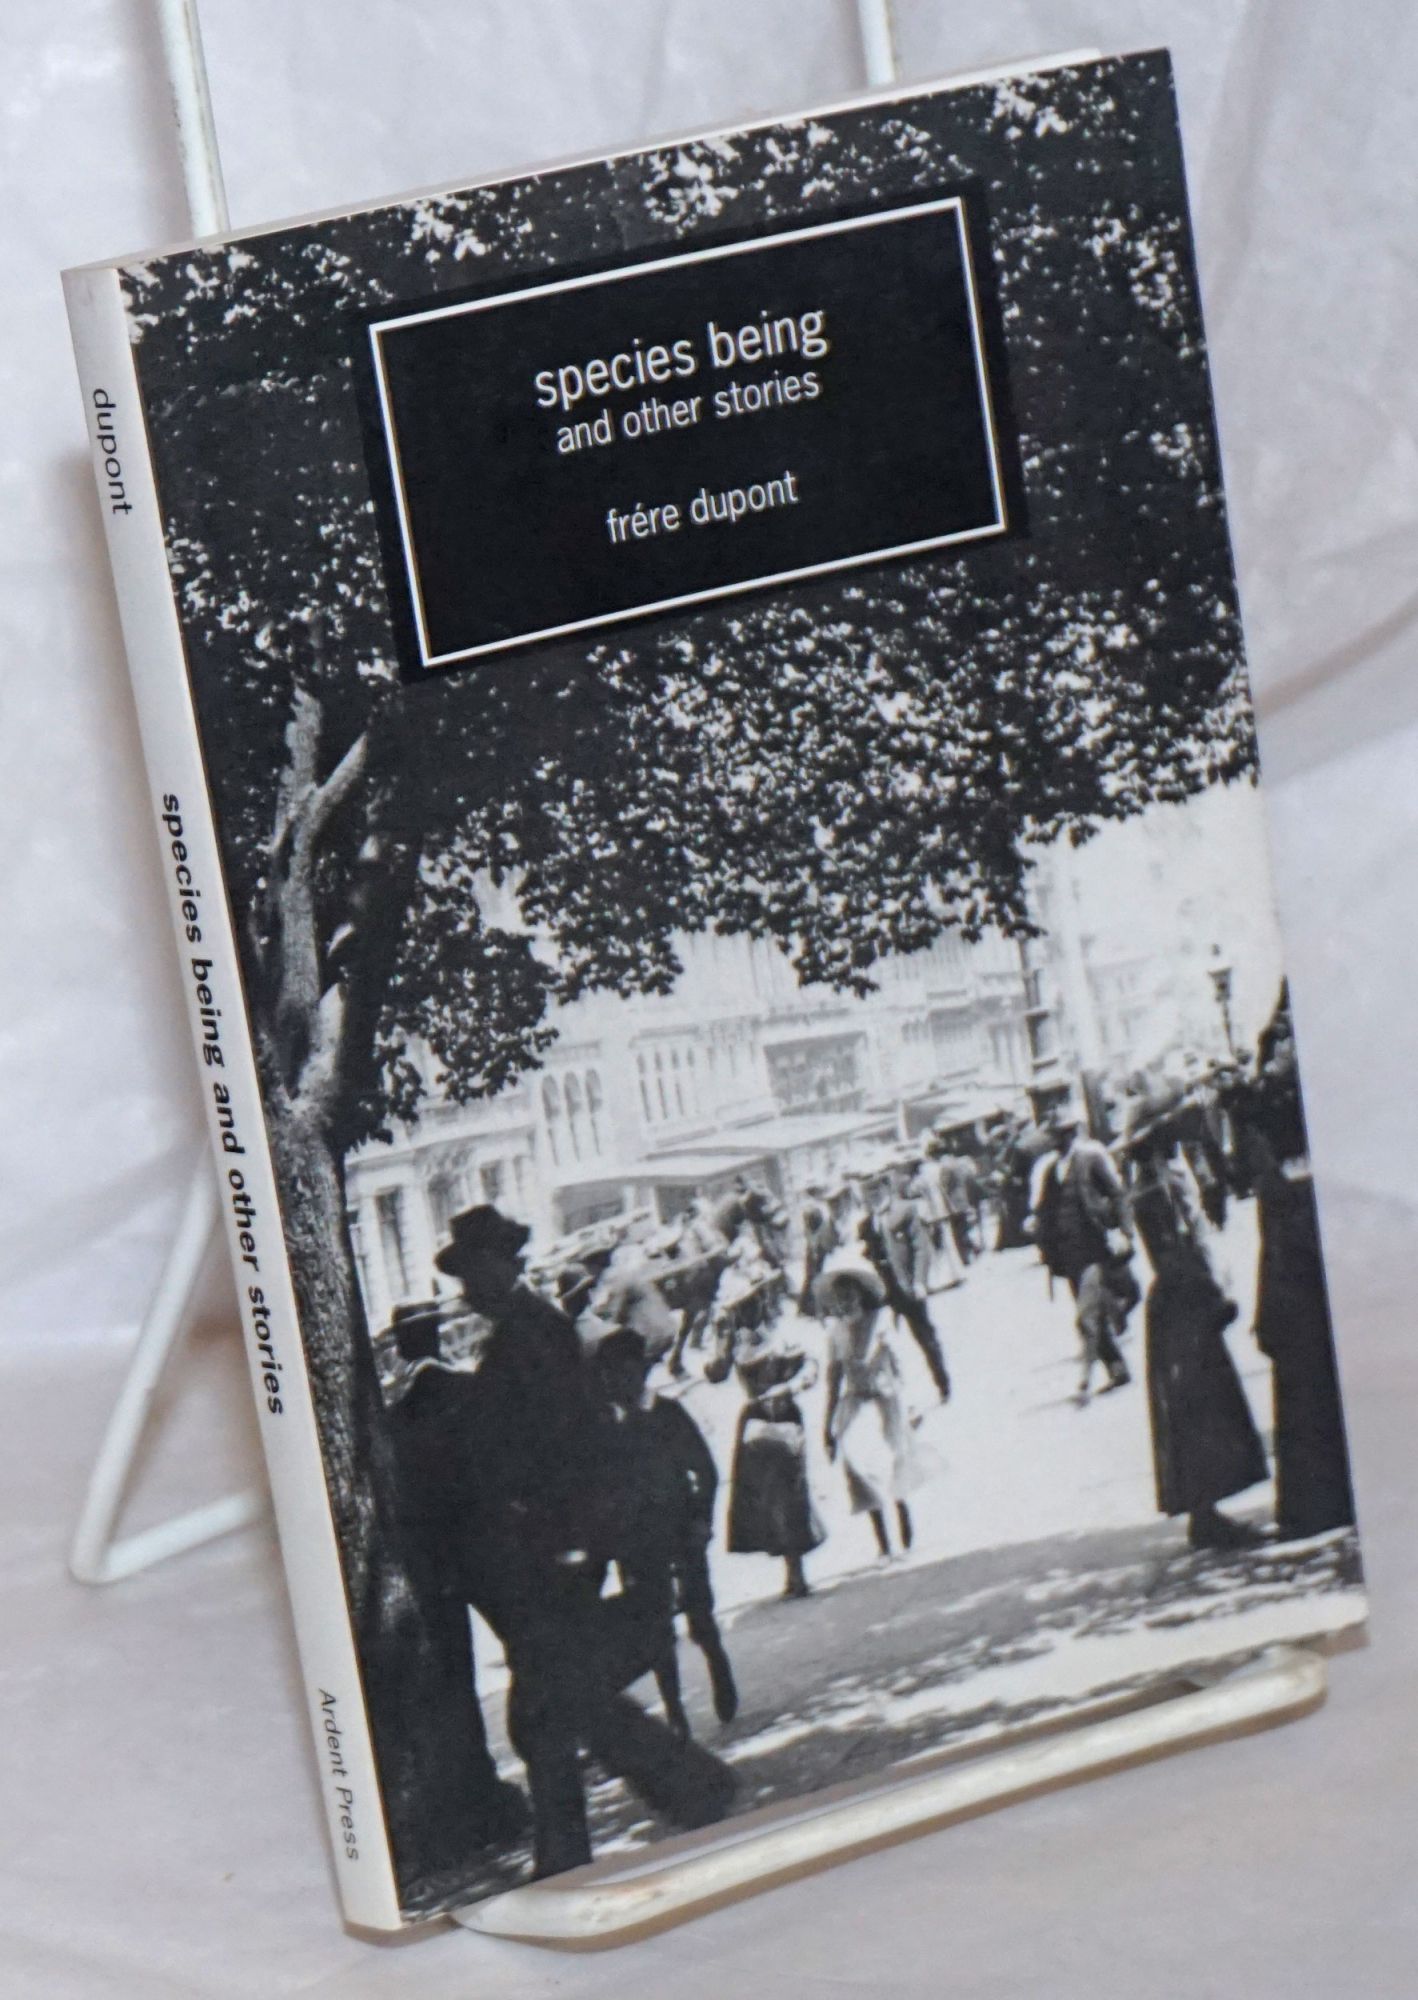 species being
and other stories
frére dupont
dupont
species being and other stories
Ardent Press